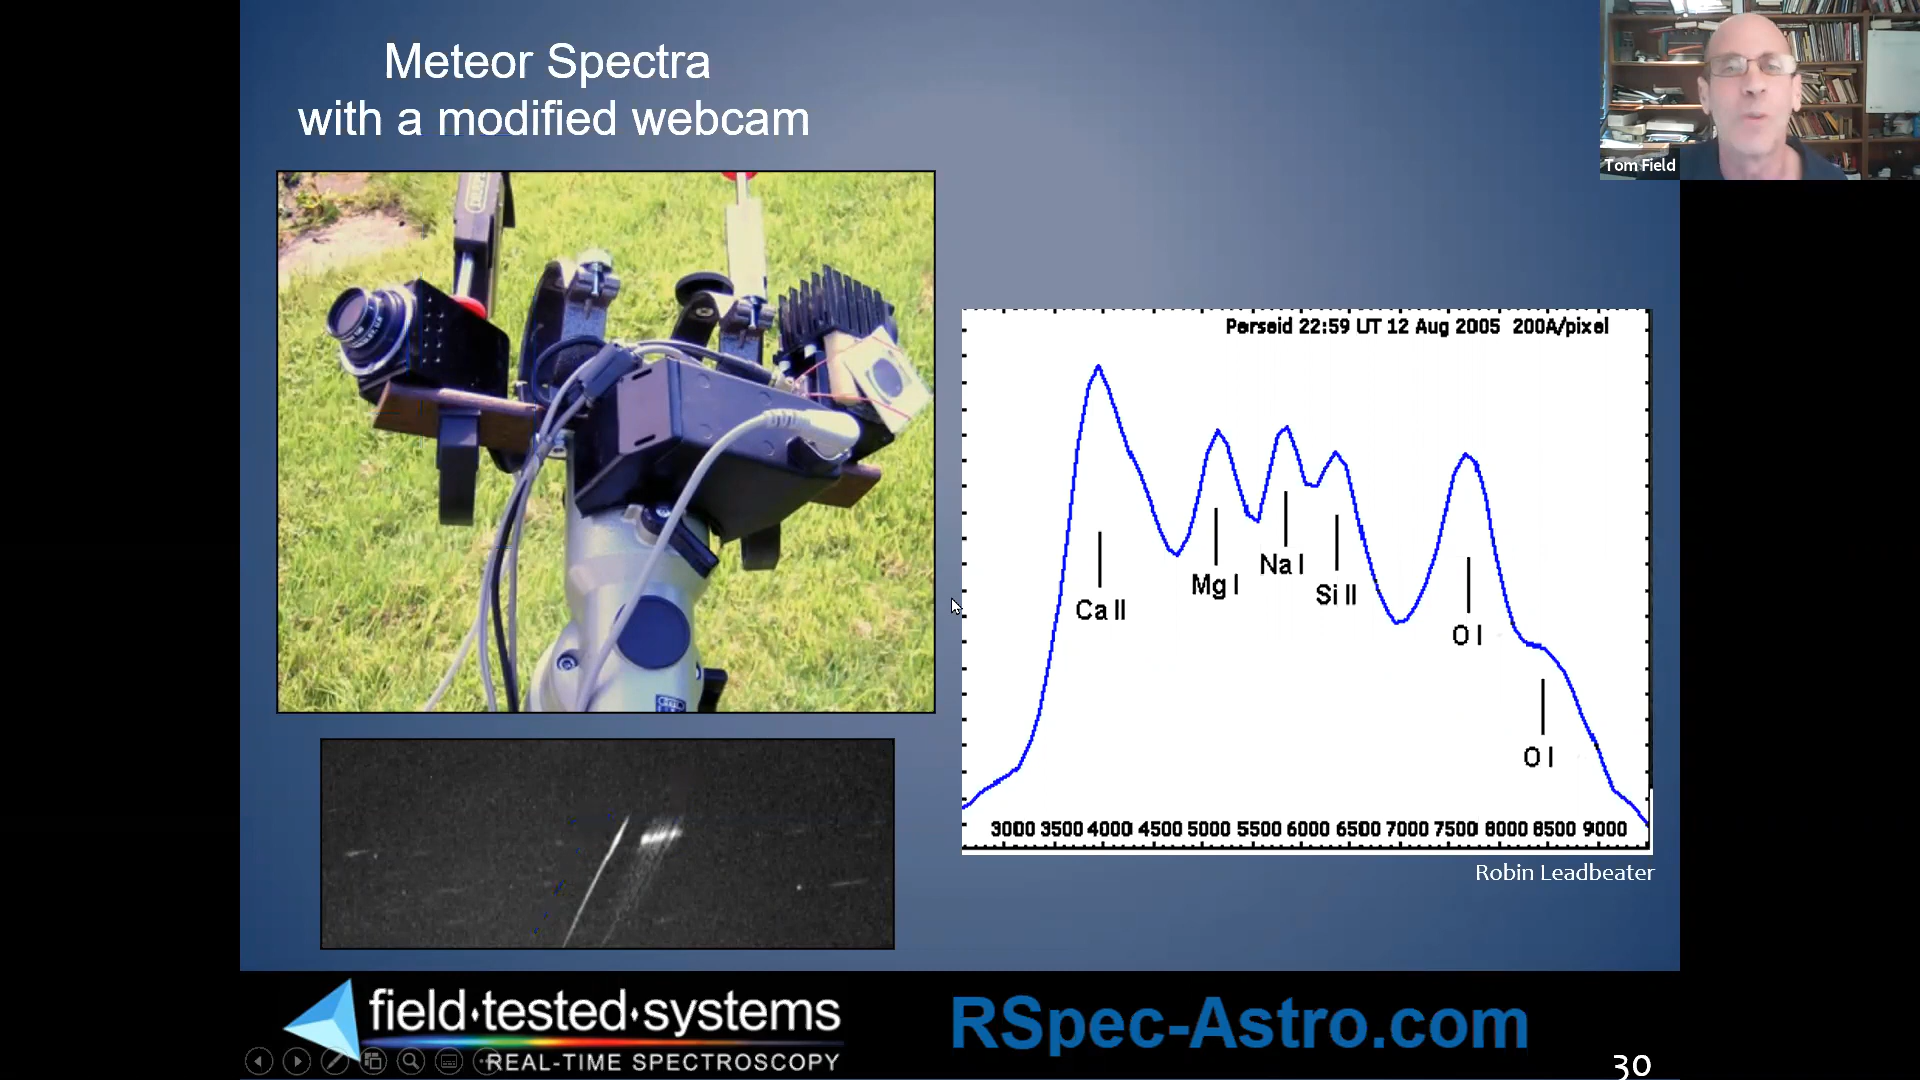 Meteor Spectra
with a modified webcam
Tom Field
Perseid 22:59 UT 12 Aug 2005 200A/pixel
Ca II
Mg I
Na I
Si II
O I
O I
3000 3500 4000 4500 5000 5500 6000 6500 7000 7500 8000 8500 9000
Robin Leadbeater
field·tested·systems
REAL-TIME SPECTROSCOPY
RSpec-Astro.com
30